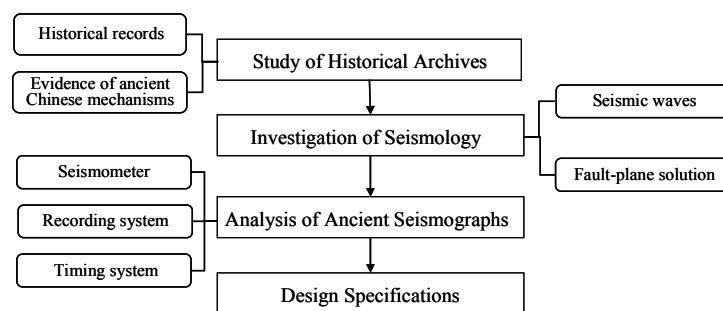 Historical records
Evidence of ancient
Chinese mechanisms
Study of Historical Archives
Seismic waves
Investigation of Seismology
Fault-plane solution
Seismometer
Recording system
Analysis of Ancient Seismographs
Timing system
Design Specifications